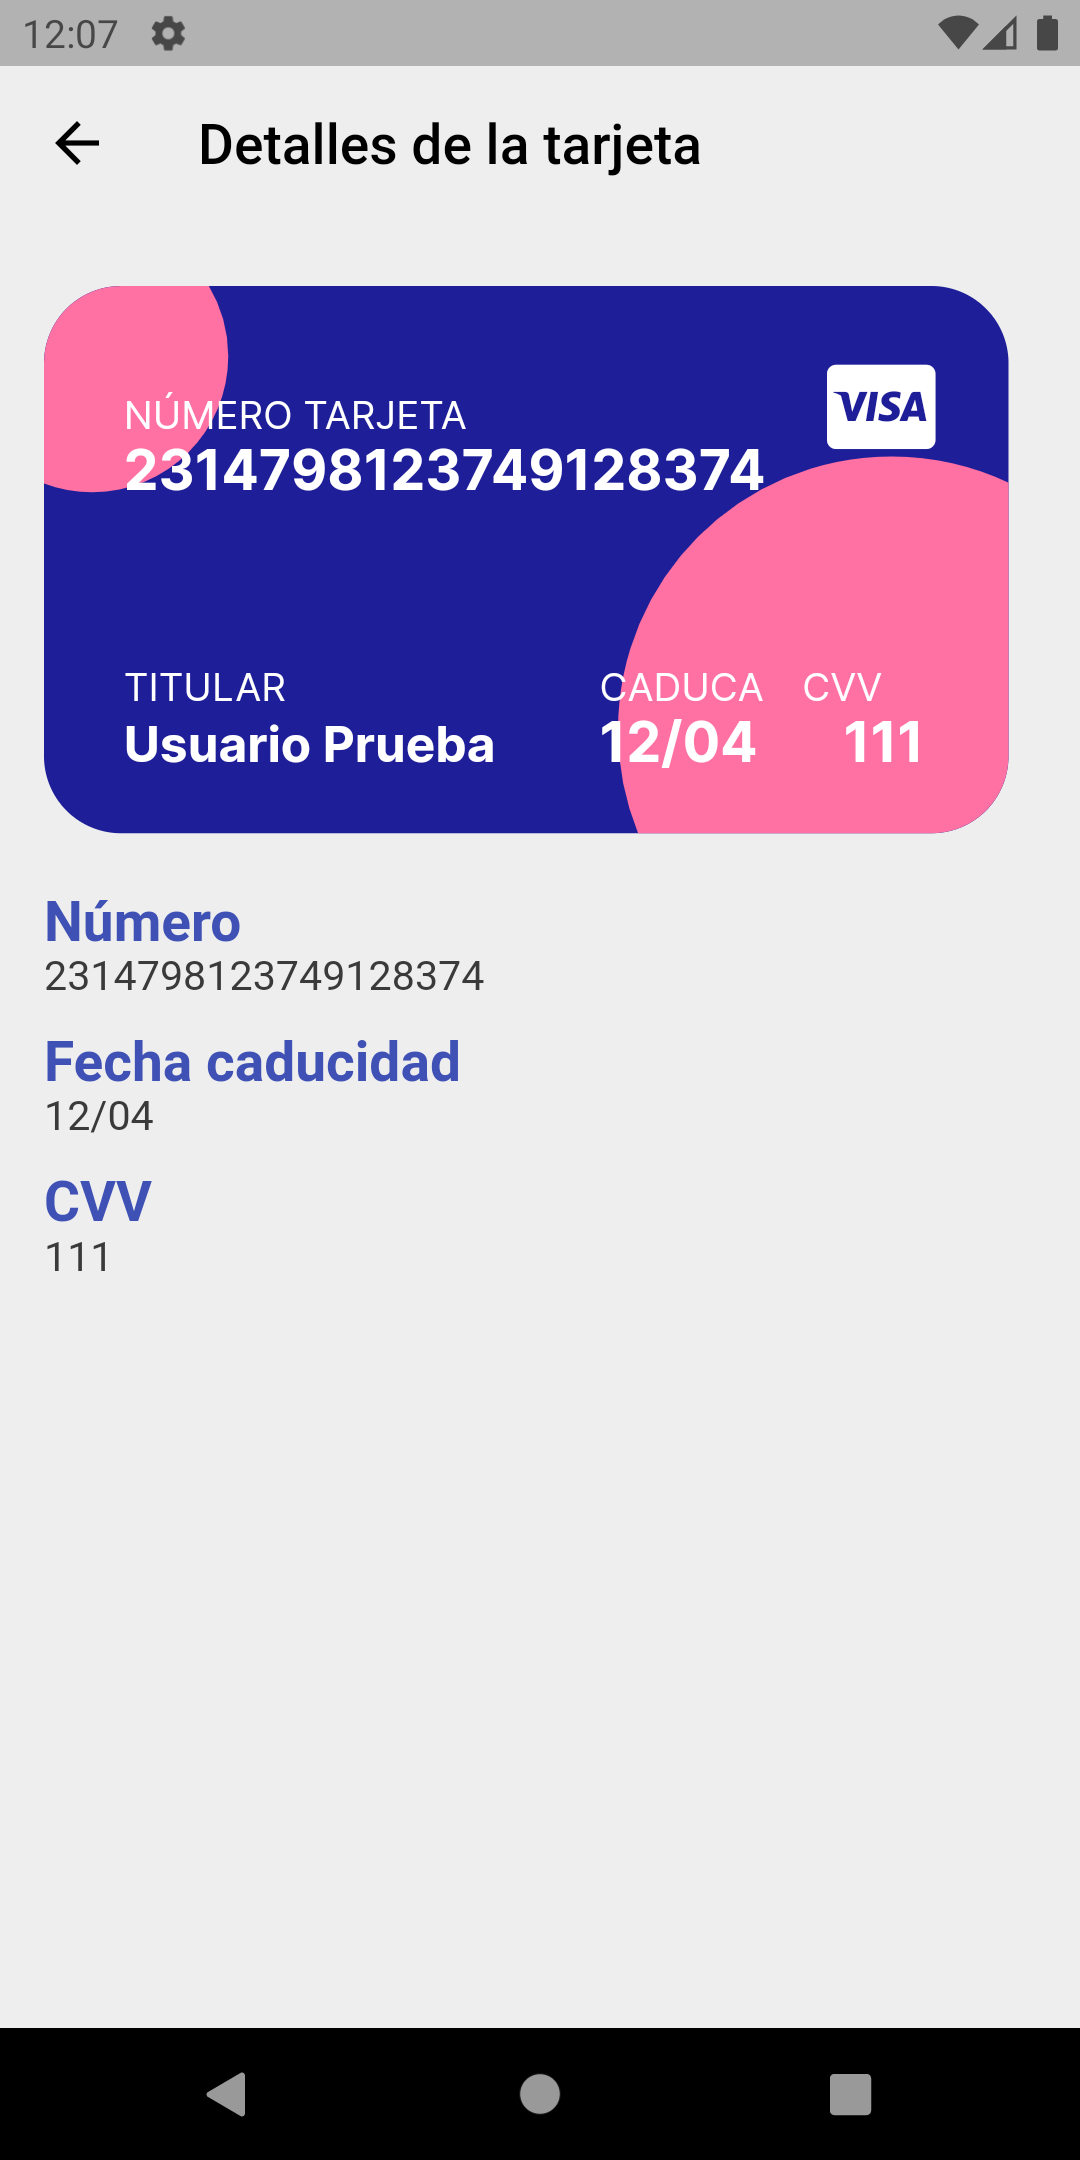 12:07
Detalles de la tarjeta
NÚMERO TARJETA
VISA
2314798123749128374
TITULAR CADUCA CVV
Usuario Prueba 12/04 111
Número
2314798123749128374
Fecha caducidad
12/04
CVV
111